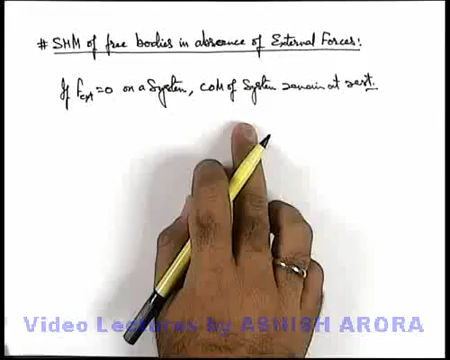 # SHM of free bodies in absence of External Forces:
If Fext=0 on a System, COM of System remain at rest.
Video Lectures by ASHISH ARORA